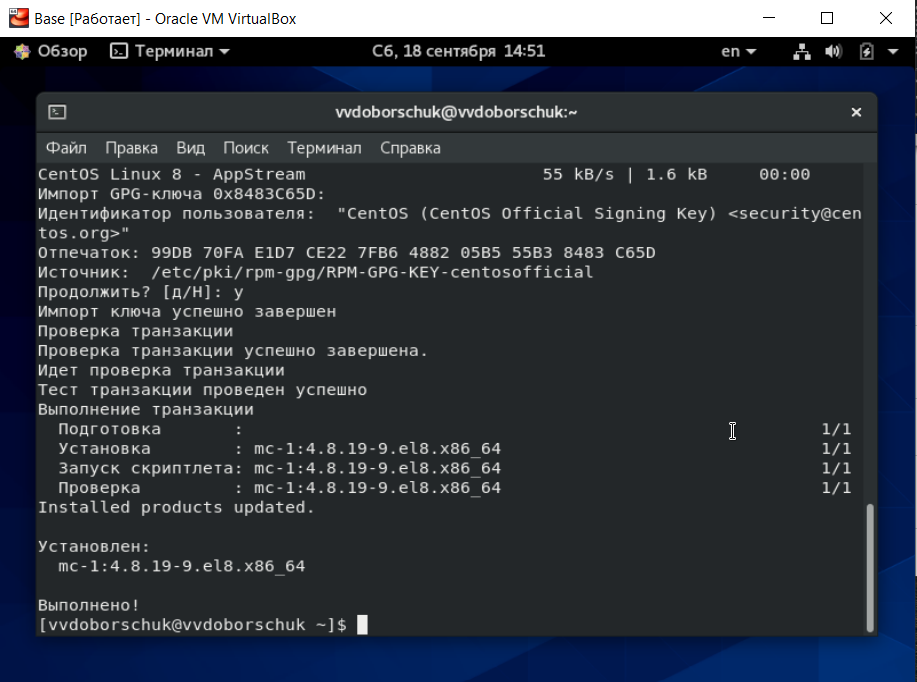 Base [Работает] - Oracle VM VirtualBox
Обзор Терминал Сб, 18 сентября 14:51 en
vvdoborschuk@vvdoborschuk:~
Файл Правка Вид Поиск Терминал Справка
CentOS Linux 8 - AppStream 55 kB/s | 1.6 kB 00:00
Импорт GPG-ключа 0x8483C65D:
Идентификатор пользователя: "CentOS (CentOS Official Signing Key) <security@cen
tos.org>"
Отпечаток: 99DB 70FA E1D7 CE22 7FB6 4882 05B5 55B3 8483 C65D
Источник: /etc/pki/rpm-gpg/RPM-GPG-KEY-centosofficial
Продолжить? [д/Н]: y
Импорт ключа успешно завершен
Проверка транзакции
Проверка транзакции успешно завершена.
Идет проверка транзакции
Тест транзакции проведен успешно
Выполнение транзакции
Подготовка : 1/1
Установка : mc-1:4.8.19-9.el8.x86_64 1/1
Запуск скриптлета: mc-1:4.8.19-9.el8.x86_64 1/1
Проверка : mc-1:4.8.19-9.el8.x86_64 1/1
Installed products updated.
Установлен:
mc-1:4.8.19-9.el8.x86_64
Выполнено!
[vvdoborschuk@vvdoborschuk ~]$